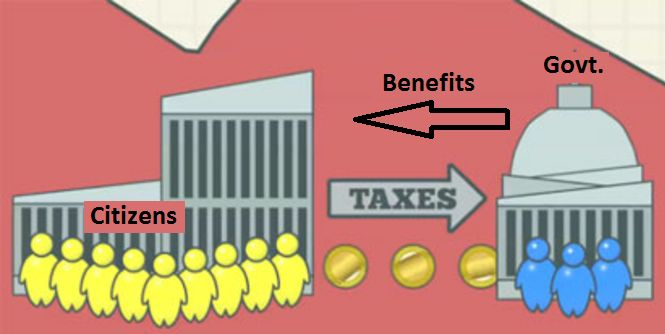 Govt.
Benefits
TAXES
Citizens